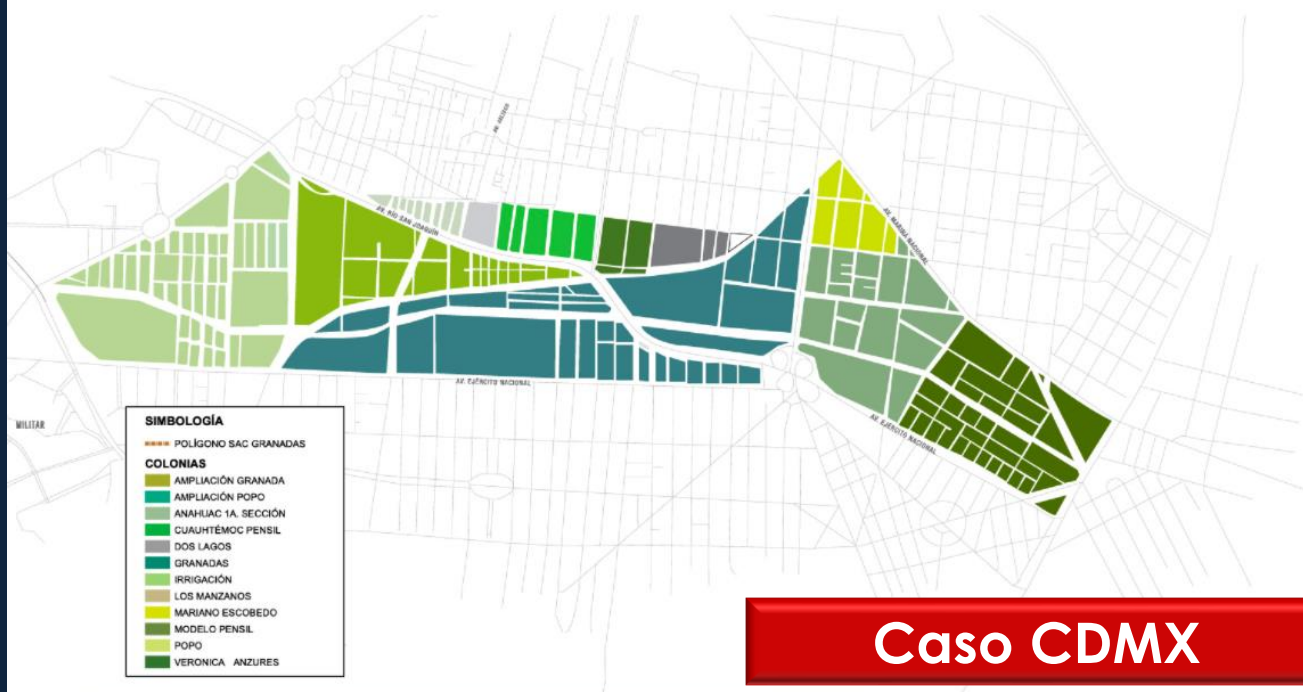 AV. RÍO SAN JOAQUÍN
AV. MARINA NACIONAL
AV. EJÉRCITO NACIONAL
AV. EJÉRCITO NACIONAL
MILITAR
SIMBOLOGÍA
POLÍGONO SAC GRANADAS
COLONIAS
AMPLIACIÓN GRANADA
AMPLIACIÓN POPO
ANAHUAC 1A. SECCIÓN
CUAUHTÉMOC PENSIL
DOS LAGOS
GRANADAS
IRRIGACIÓN
LOS MANZANOS
MARIANO ESCOBEDO
MODELO PENSIL
POPO
VERONICA ANZURES
Caso CDMX